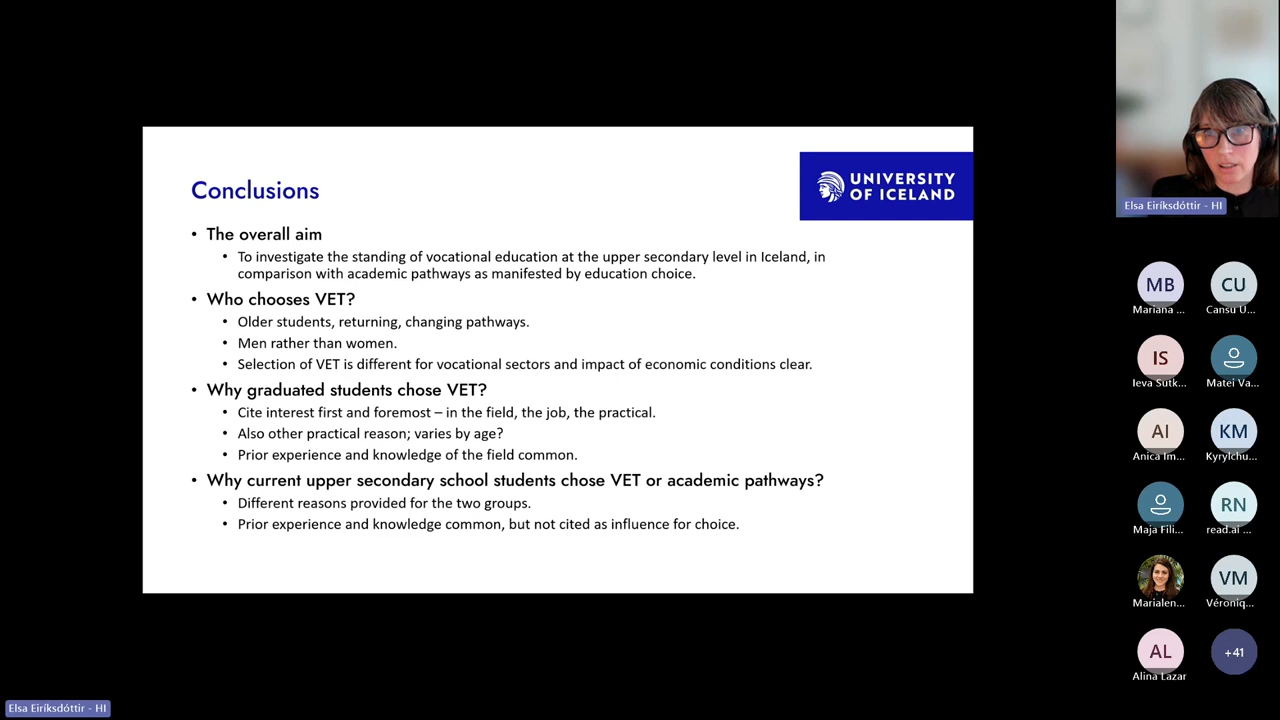 Conclusions
UNIVERSITY
OF ICELAND
• The overall aim
• To investigate the standing of vocational education at the upper secondary level in Iceland, in
comparison with academic pathways as manifested by education choice.
• Who chooses VET?
• Older students, returning, changing pathways.
• Men rather than women.
• Selection of VET is different for vocational sectors and impact of economic conditions clear.
• Why graduated students chose VET?
• Cite interest first and foremost – in the field, the job, the practical.
• Also other practical reason; varies by age?
• Prior experience and knowledge of the field common.
• Why current upper secondary school students chose VET or academic pathways?
• Different reasons provided for the two groups.
• Prior experience and knowledge common, but not cited as influence for choice.
Elsa Eiríksdóttir - HI
MB CU
Mariana ... Cansu U...
IS
Ieva Sutk... Matei Va...
AI KM
Anica Im... Kyrylchu...
RN
Maja Fili... read.ai ...
VM
Marialen... Véroniq...
AL +41
Alina Lazar
Elsa Eiríksdóttir - HI